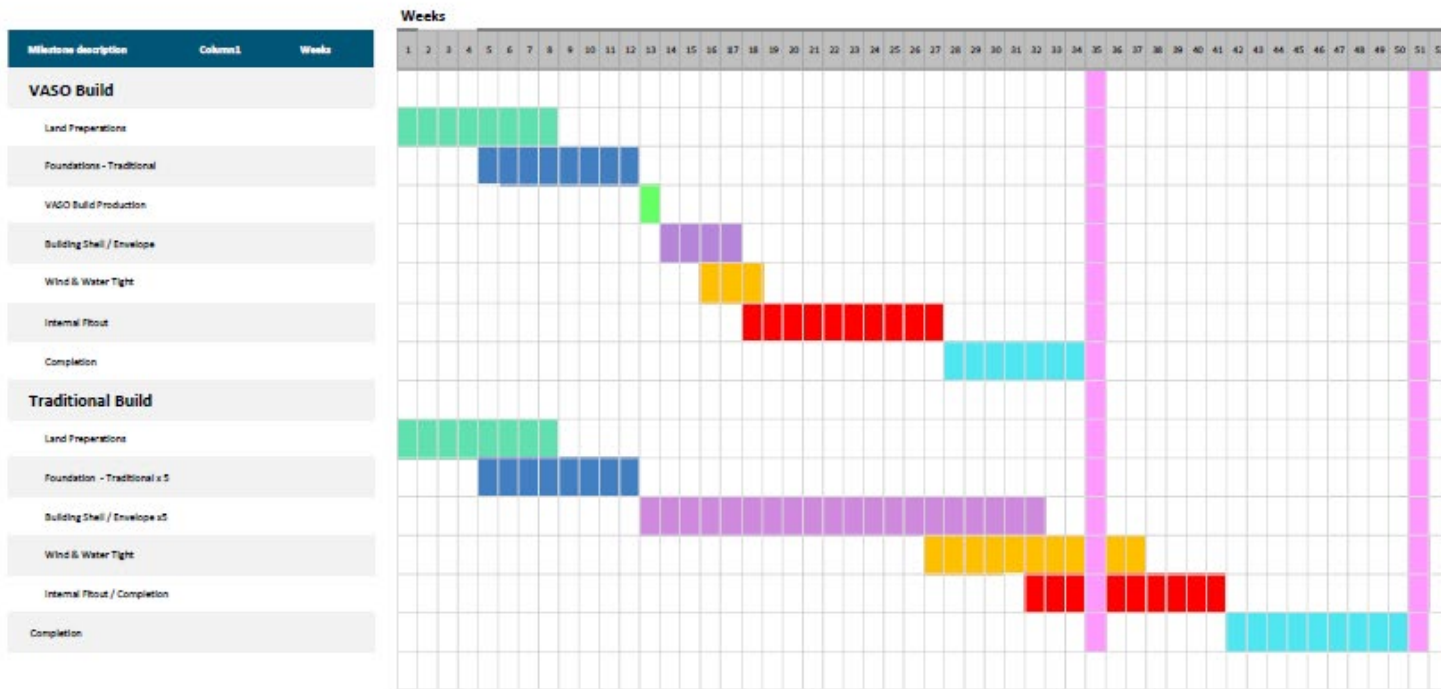 Weeks
Milestone description Column1 Weeks
1 2 3 4 5 6 7 8 9 10 11 12 13 14 15 16 17 18 19 20 21 22 23 24 25 26 27 28 29 30 31 32 33 34 35 36 37 38 39 40 41 42 43 44 45 46 47 48 49 50 51
VASO Build
Land Preperations
Foundations - Traditional
VASO Build Production
Building Shell / Envelope
Wind & Water Tight
Internal Fitout
Completion
Traditional Build
Land Preperations
Foundation - Traditional x 5
Building Shell / Envelope x5
Wind & Water Tight
Internal Fitout / Completion
Completion